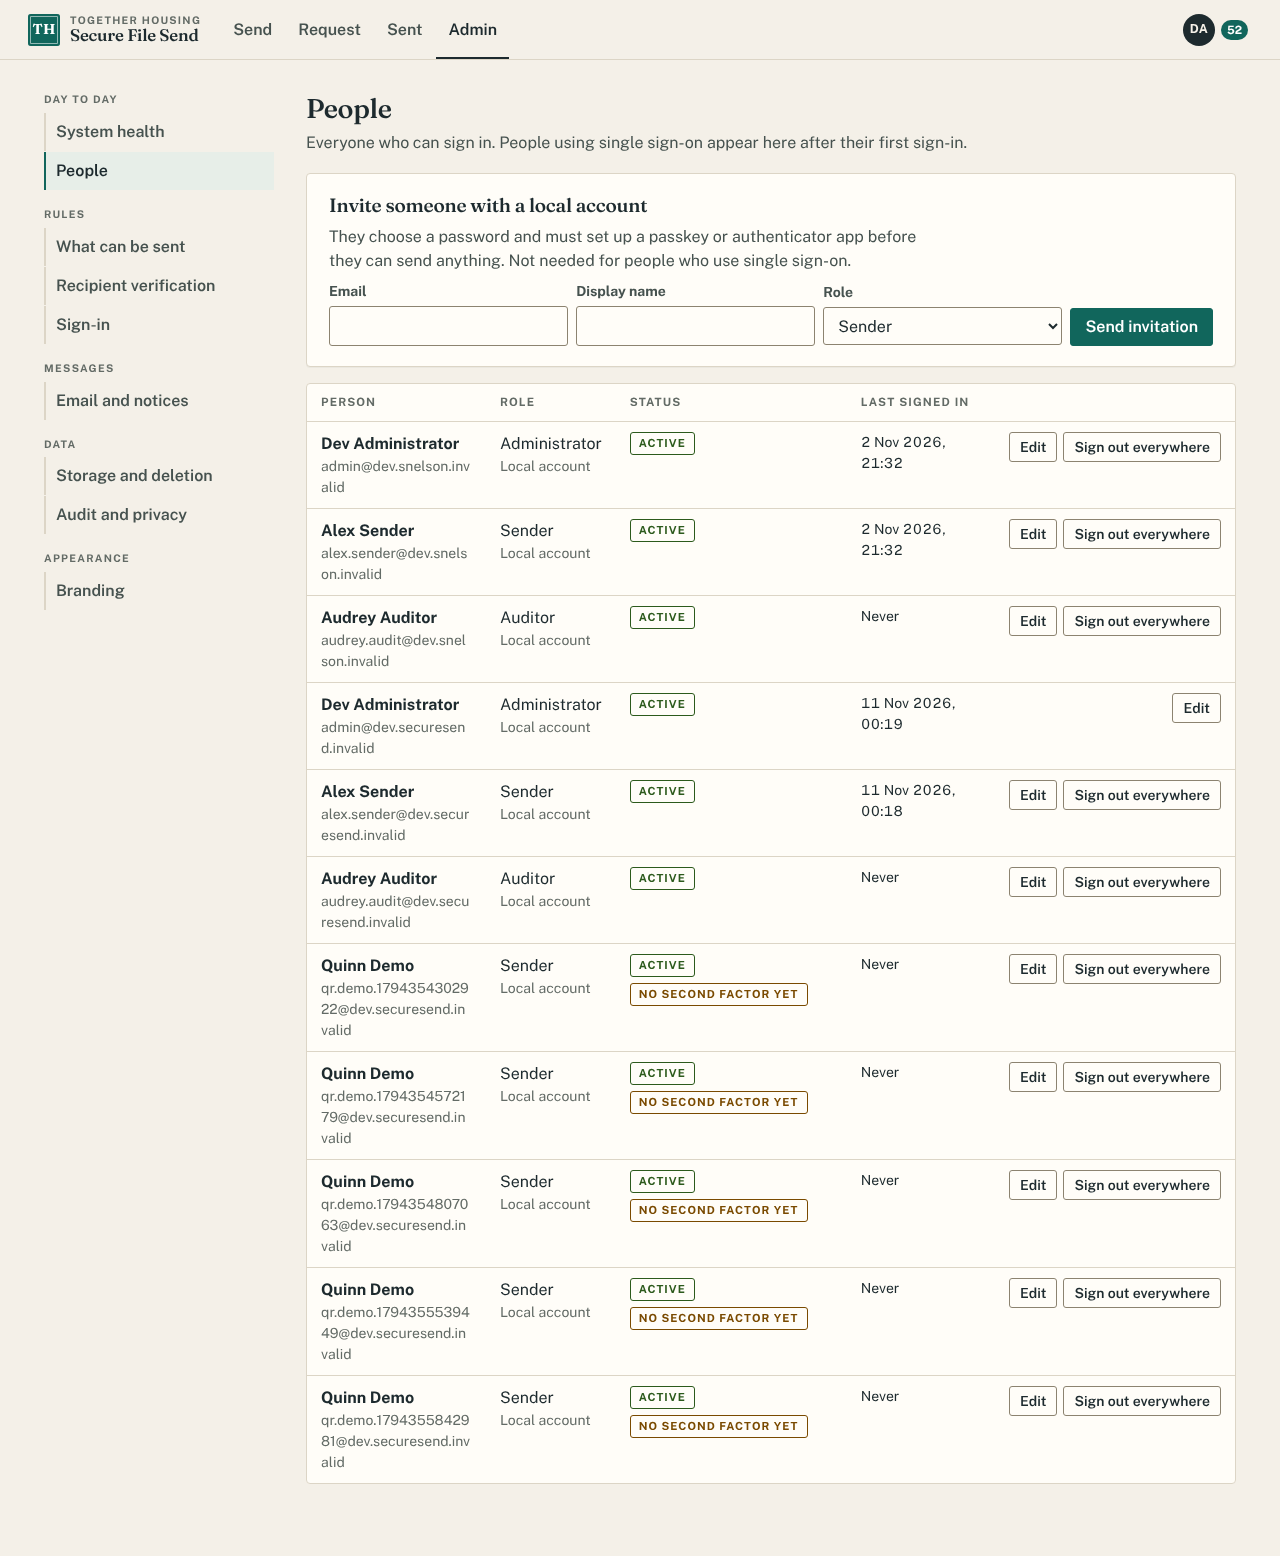 TH
TOGETHER HOUSING
Secure File Send
Send
Request
Sent
Admin
DA
52
DAY TO DAY
System health
People
RULES
What can be sent
Recipient verification
Sign-in
MESSAGES
Email and notices
DATA
Storage and deletion
Audit and privacy
APPEARANCE
Branding
People
Everyone who can sign in. People using single sign-on appear here after their first sign-in.
Invite someone with a local account
They choose a password and must set up a passkey or authenticator app before
they can send anything. Not needed for people who use single sign-on.
Email
Display name
Role
Sender
Send invitation
PERSON ROLE STATUS LAST SIGNED IN
Dev Administrator Administrator ACTIVE 2 Nov 2026, Edit Sign out everywhere
admin@dev.snelson.inv Local account 21:32
alid
Alex Sender Sender ACTIVE 2 Nov 2026, Edit Sign out everywhere
alex.sender@dev.snels Local account 21:32
on.invalid
Audrey Auditor Auditor ACTIVE Never Edit Sign out everywhere
audrey.audit@dev.snel Local account
son.invalid
Dev Administrator Administrator ACTIVE 11 Nov 2026, Edit
admin@dev.securesen Local account 00:19
d.invalid
Alex Sender Sender ACTIVE 11 Nov 2026, Edit Sign out everywhere
alex.sender@dev.secur Local account 00:18
esend.invalid
Audrey Auditor Auditor ACTIVE Never Edit Sign out everywhere
audrey.audit@dev.secu Local account
resend.invalid
Quinn Demo Sender ACTIVE Never Edit Sign out everywhere
qr.demo.17943543029 Local account NO SECOND FACTOR YET
22@dev.securesend.in
valid
Quinn Demo Sender ACTIVE Never Edit Sign out everywhere
qr.demo.17943545721 Local account NO SECOND FACTOR YET
79@dev.securesend.in
valid
Quinn Demo Sender ACTIVE Never Edit Sign out everywhere
qr.demo.17943548070 Local account NO SECOND FACTOR YET
63@dev.securesend.in
valid
Quinn Demo Sender ACTIVE Never Edit Sign out everywhere
qr.demo.17943555394 Local account NO SECOND FACTOR YET
49@dev.securesend.in
valid
Quinn Demo Sender ACTIVE Never Edit Sign out everywhere
qr.demo.17943558429 Local account NO SECOND FACTOR YET
81@dev.securesend.inv
alid